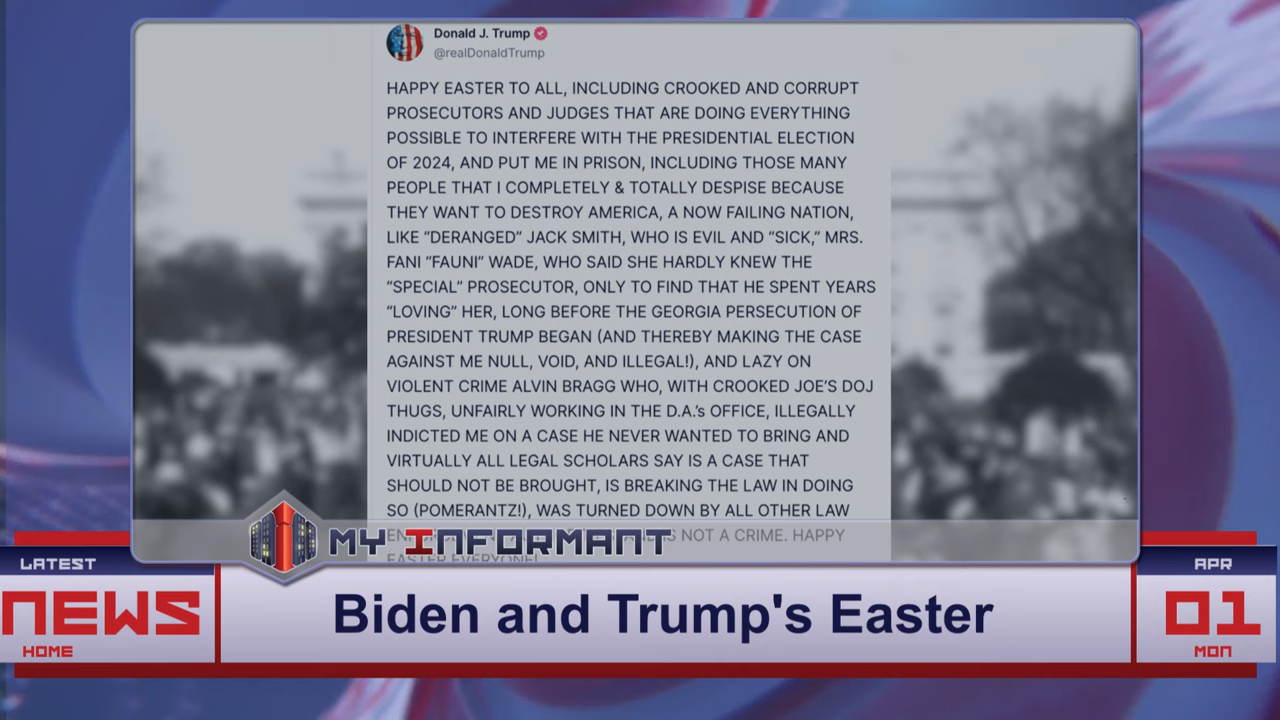 Donald J. Trump
@realDonaldTrump
HAPPY EASTER TO ALL, INCLUDING CROOKED AND CORRUPT
PROSECUTORS AND JUDGES THAT ARE DOING EVERYTHING
POSSIBLE TO INTERFERE WITH THE PRESIDENTIAL ELECTION
OF 2024, AND PUT ME IN PRISON, INCLUDING THOSE MANY
PEOPLE THAT I COMPLETELY & TOTALLY DESPISE BECAUSE
THEY WANT TO DESTROY AMERICA, A NOW FAILING NATION,
LIKE “DERANGED” JACK SMITH, WHO IS EVIL AND “SICK,” MRS.
FANI “FAUNI” WADE, WHO SAID SHE HARDLY KNEW THE
“SPECIAL” PROSECUTOR, ONLY TO FIND THAT HE SPENT YEARS
“LOVING” HER, LONG BEFORE THE GEORGIA PERSECUTION OF
PRESIDENT TRUMP BEGAN (AND THEREBY MAKING THE CASE
AGAINST ME NULL, VOID, AND ILLEGAL!), AND LAZY ON
VIOLENT CRIME ALVIN BRAGG WHO, WITH CROOKED JOE’S DOJ
THUGS, UNFAIRLY WORKING IN THE D.A.’s OFFICE, ILLEGALLY
INDICTED ME ON A CASE HE NEVER WANTED TO BRING AND
VIRTUALLY ALL LEGAL SCHOLARS SAY IS A CASE THAT
SHOULD NOT BE BROUGHT, IS BREAKING THE LAW IN DOING
SO (POMERANTZ!), WAS TURNED DOWN BY ALL OTHER LAW
NOT A CRIME. HAPPY
EASTER EVERYONE!
MY INFORMANT
LATEST
NEWS
HOME
Biden and Trump's Easter
APR
01
MON